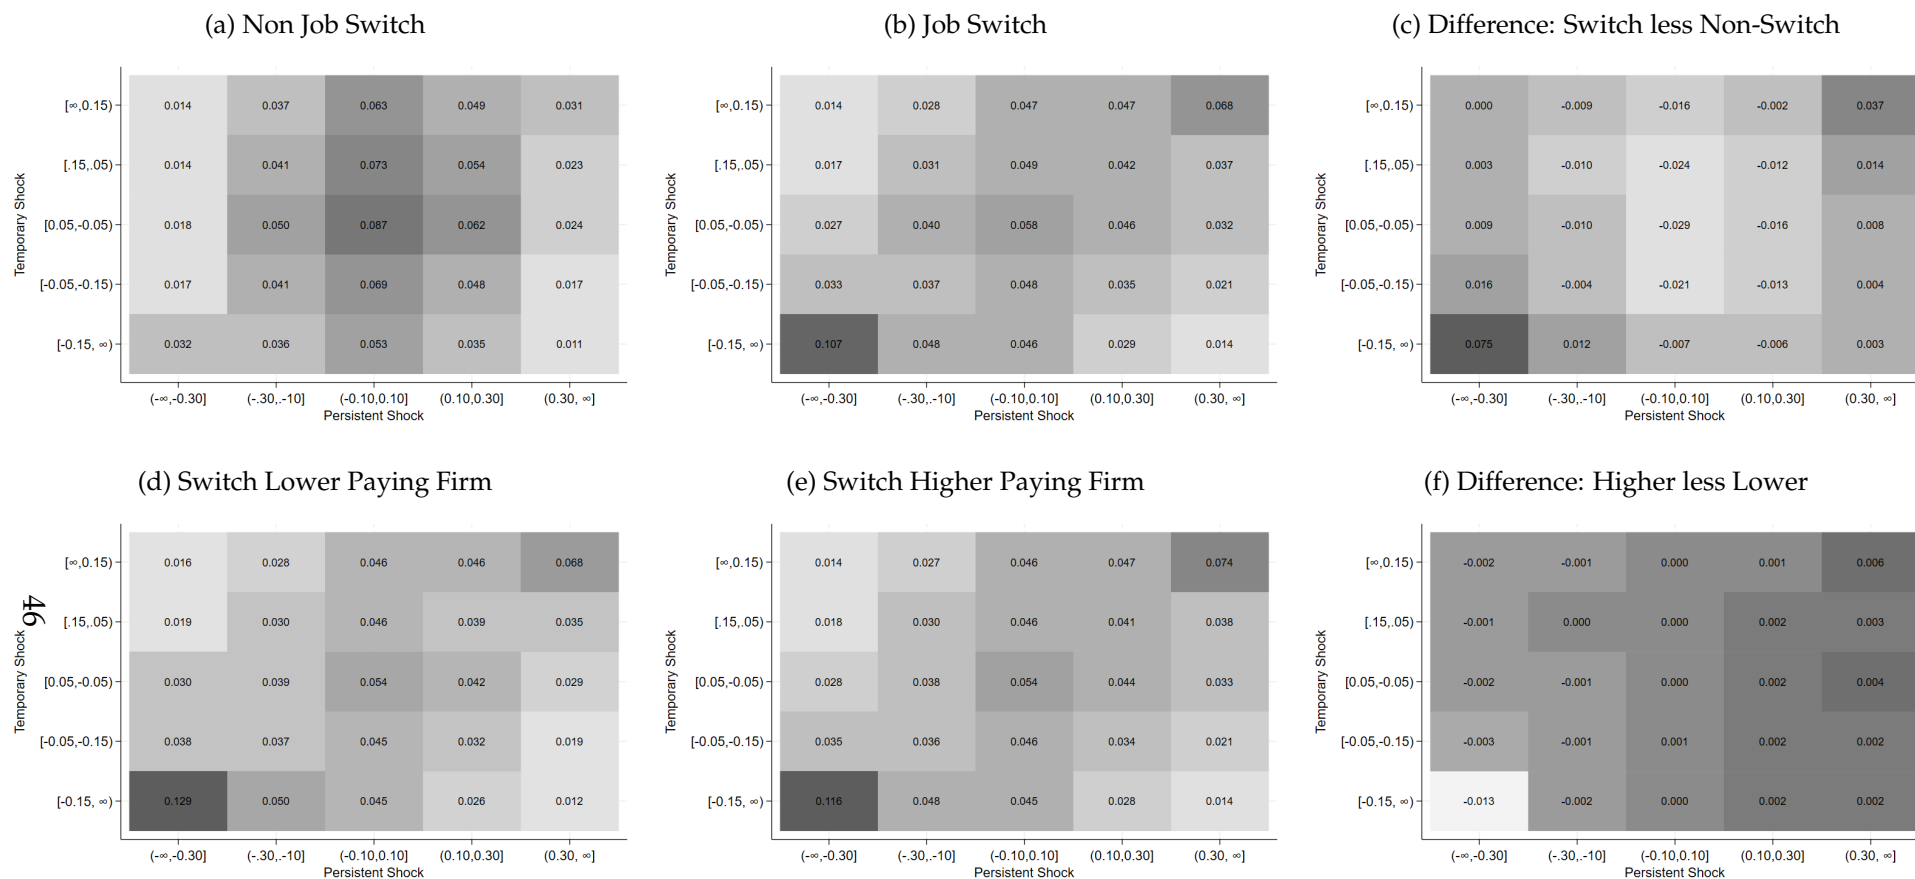 (a) Non Job Switch
[∞,0.15) 0.014 0.037 0.063 0.049 0.031
[.15,.05) 0.014 0.041 0.073 0.054 0.023
[0.05,-0.05) 0.018 0.050 0.087 0.062 0.024
[-0.05,-0.15) 0.017 0.041 0.069 0.048 0.017
[-0.15, ∞) 0.032 0.036 0.053 0.035 0.011
Temporary Shock
(-∞,-0.30] (-.30,.-10] (-0.10,0.10] (0.10,0.30] (0.30, ∞]
Persistent Shock
(b) Job Switch
[∞,0.15) 0.014 0.028 0.047 0.047 0.068
[.15,.05) 0.017 0.031 0.049 0.042 0.037
[0.05,-0.05) 0.027 0.040 0.058 0.046 0.032
[-0.05,-0.15) 0.033 0.037 0.048 0.035 0.021
[-0.15, ∞) 0.107 0.048 0.046 0.029 0.014
Temporary Shock
(-∞,-0.30] (-.30,.-10] (-0.10,0.10] (0.10,0.30] (0.30, ∞]
Persistent Shock
(c) Difference: Switch less Non-Switch
[∞,0.15) 0.000 -0.009 -0.016 -0.002 0.037
[.15,.05) 0.003 -0.010 -0.024 -0.012 0.014
[0.05,-0.05) 0.009 -0.010 -0.029 -0.016 0.008
[-0.05,-0.15) 0.016 -0.004 -0.021 -0.013 0.004
[-0.15, ∞) 0.075 0.012 -0.007 -0.006 0.003
Temporary Shock
(-∞,-0.30] (-.30,.-10] (-0.10,0.10] (0.10,0.30] (0.30, ∞]
Persistent Shock
(d) Switch Lower Paying Firm
[∞,0.15) 0.016 0.028 0.046 0.046 0.068
[.15,.05) 0.019 0.030 0.046 0.039 0.035
[0.05,-0.05) 0.030 0.039 0.054 0.042 0.029
[-0.05,-0.15) 0.038 0.037 0.045 0.032 0.019
[-0.15, ∞) 0.129 0.050 0.045 0.026 0.012
Temporary Shock
46
(-∞,-0.30] (-.30,.-10] (-0.10,0.10] (0.10,0.30] (0.30, ∞]
Persistent Shock
(e) Switch Higher Paying Firm
[∞,0.15) 0.014 0.027 0.046 0.047 0.074
[.15,.05) 0.018 0.030 0.046 0.041 0.038
[0.05,-0.05) 0.028 0.038 0.054 0.044 0.033
[-0.05,-0.15) 0.035 0.036 0.046 0.034 0.021
[-0.15, ∞) 0.116 0.048 0.045 0.028 0.014
Temporary Shock
(-∞,-0.30] (-.30,.-10] (-0.10,0.10] (0.10,0.30] (0.30, ∞]
Persistent Shock
(f) Difference: Higher less Lower
[∞,0.15) -0.002 -0.001 0.000 0.001 0.006
[.15,.05) -0.001 0.000 0.000 0.002 0.003
[0.05,-0.05) -0.002 -0.001 0.000 0.002 0.004
[-0.05,-0.15) -0.003 -0.001 0.001 0.002 0.002
[-0.15, ∞) -0.013 -0.002 0.000 0.002 0.002
Temporary Shock
(-∞,-0.30] (-.30,.-10] (-0.10,0.10] (0.10,0.30] (0.30, ∞]
Persistent Shock